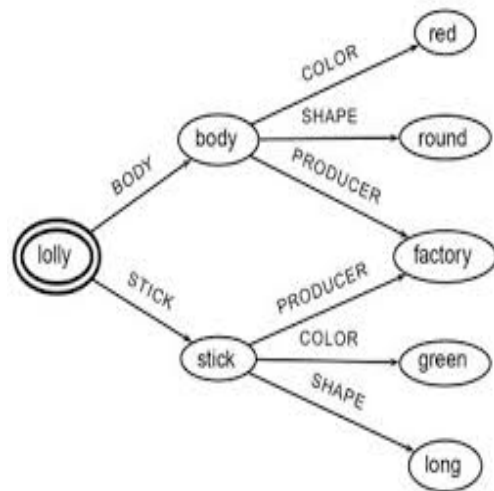 red
COLOR
SHAPE
body
round
BODY
PRODUCER
lolly
factory
STICK
PRODUCER
COLOR
stick
green
SHAPE
long